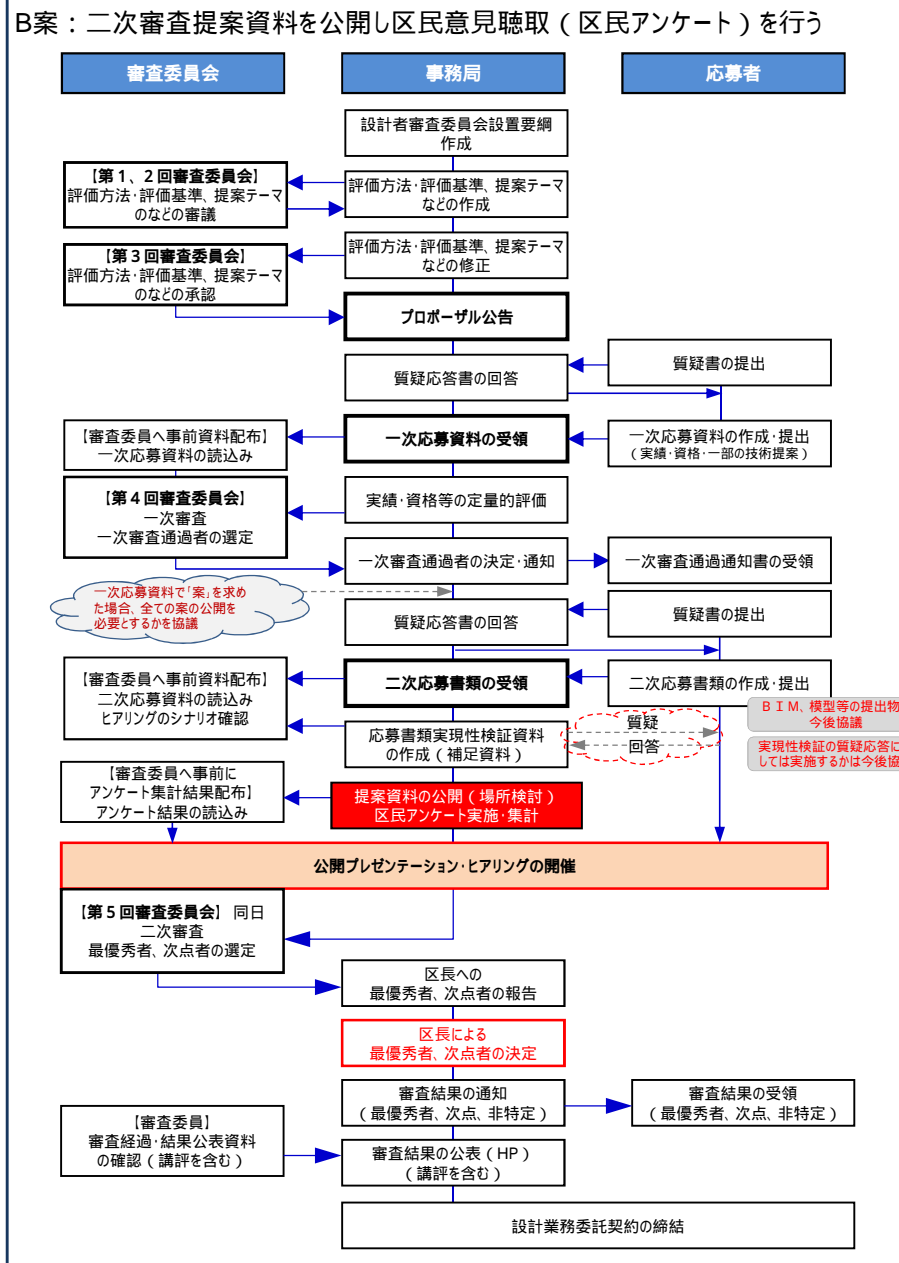 B案：二次審査提案資料を公開し区民意見聴取（区民アンケート）を行う
審査委員会
事務局
応募者
設計者審査委員会設置要綱
作成
【第１、２回審査委員会】
評価方法・評価基準、提案テーマ
のなどの審議
評価方法・評価基準、提案テーマ
などの作成
【第３回審査委員会】
評価方法・評価基準、提案テーマ
のなどの承認
評価方法・評価基準、提案テーマ
などの修正
プロポーザル公告
質疑書の提出
質疑応答書の回答
【審査委員へ事前資料配布】
一次応募資料の読込み
一次応募資料の受領
一次応募資料の作成・提出
（実績・資格・一部の技術提案）
【第４回審査委員会】
一次審査
一次審査通過者の選定
実績・資格等の定量的評価
一次審査通過者の決定・通知
一次審査通過通知書の受領
一次応募資料で「案」を求め
た場合、全ての案の公開を
必要とするかを協議
質疑書の提出
質疑応答書の回答
【審査委員へ事前資料配布】
二次応募資料の読込み
ヒアリングのシナリオ確認
二次応募書類の受領
二次応募書類の作成・提出
ＢＩＭ、模型等の提出物
今後協議
応募書類実現性検証資料
の作成（補足資料）
質疑
回答
実現性検証の質疑応答に
しては実施するかは今後協
【審査委員へ事前に
アンケート集計結果配布】
アンケート結果の読込み
提案資料の公開（場所検討）
区民アンケート実施・集計
公開プレゼンテーション・ヒアリングの開催
【第５回審査委員会】 同日
二次審査
最優秀者、次点者の選定
区長への
最優秀者、次点者の報告
区長による
最優秀者、次点者の決定
審査結果の通知
（最優秀者、次点、非特定）
審査結果の受領
（最優秀者、次点、非特定）
【審査委員】
審査経過・結果公表資料
の確認（講評を含む）
審査結果の公表（HP）
（講評を含む）
設計業務委託契約の締結